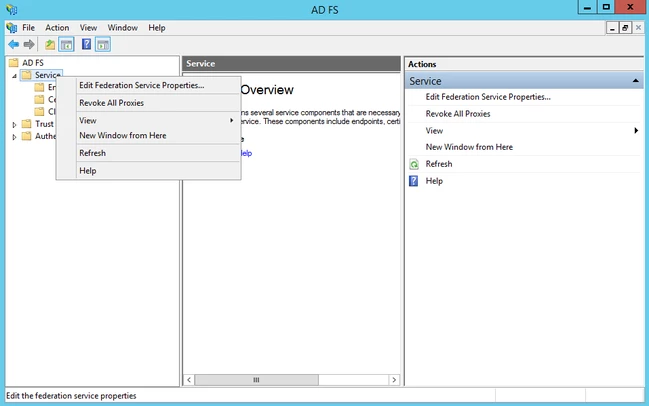 AD FS
File Action View Window Help
AD FS
Service
En
Ce
Cl
Trust
Authe
Edit Federation Service Properties...
Revoke All Proxies
View
New Window from Here
Refresh
Help
Service
Overview
ns several service components that are necessary
ervice. These components include endpoints, certi
e
elp
Actions
Service
Edit Federation Service Properties...
Revoke All Proxies
View
New Window from Here
Refresh
Help
Edit the federation service properties